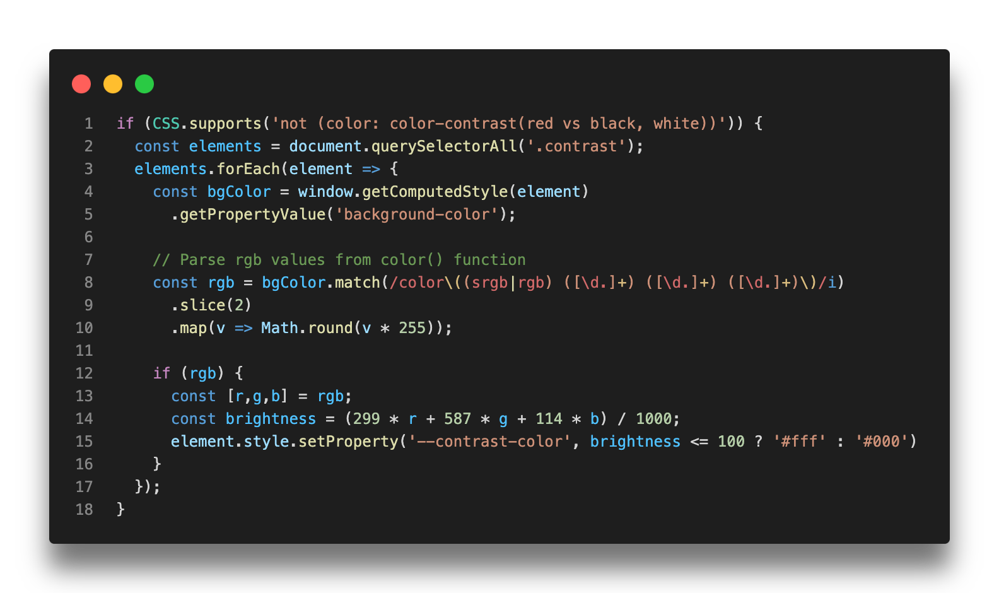 1 if (CSS.supports('not (color: color-contrast(red vs black, white))')) {
2   const elements = document.querySelectorAll('.contrast');
3   elements.forEach(element => {
4     const bgColor = window.getComputedStyle(element)
5       .getPropertyValue('background-color');
6
7     // Parse rgb values from color() function
8     const rgb = bgColor.match(/color\((srgb|rgb) ([\d.]+) ([\d.]+) ([\d.]+)\)/i)
9       .slice(2)
10       .map(v => Math.round(v * 255));
11
12     if (rgb) {
13       const [r,g,b] = rgb;
14       const brightness = (299 * r + 587 * g + 114 * b) / 1000;
15       element.style.setProperty('--contrast-color', brightness <= 100 ? '#fff' : '#000')
16     }
17   });
18 }